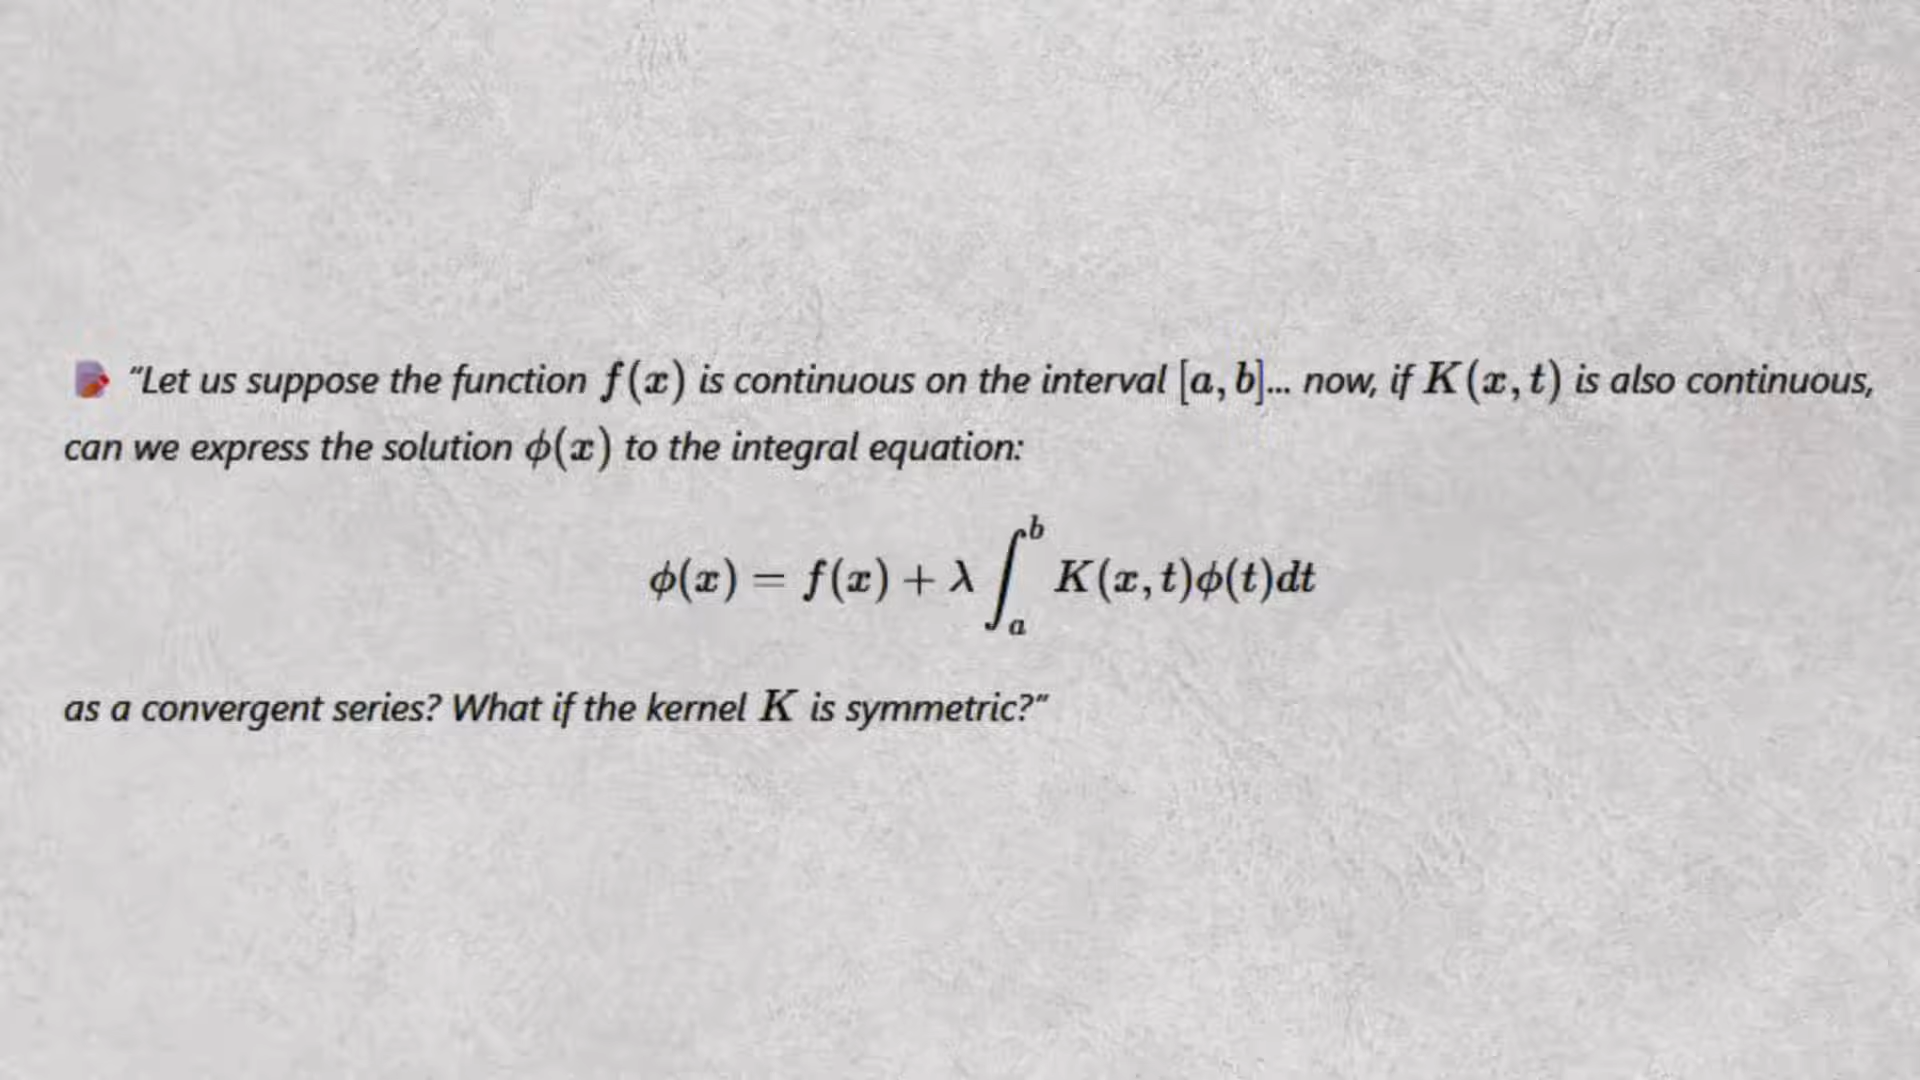 “Let us suppose the function f(x) is continuous on the interval [a, b]... now, if K(x, t) is also continuous,
can we express the solution ϕ(x) to the integral equation:
ϕ(x) = f(x) + λ ∫_a^b K(x, t)ϕ(t)dt
as a convergent series? What if the kernel K is symmetric?”